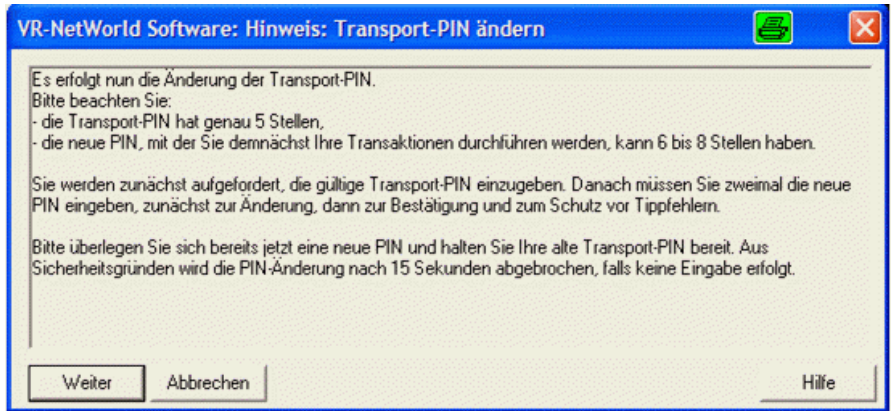 VR-NetWorld Software: Hinweis: Transport-PIN ändern
Es erfolgt nun die Änderung der Transport-PIN.
Bitte beachten Sie:
- die Transport-PIN hat genau 5 Stellen,
- die neue PIN, mit der Sie demnächst Ihre Transaktionen durchführen werden, kann 6 bis 8 Stellen haben.
Sie werden zunächst aufgefordert, die gültige Transport-PIN einzugeben. Danach müssen Sie zweimal die neue
PIN eingeben, zunächst zur Änderung, dann zur Bestätigung und zum Schutz vor Tippfehlern.
Bitte überlegen Sie sich bereits jetzt eine neue PIN und halten Sie Ihre alte Transport-PIN bereit. Aus
Sicherheitsgründen wird die PIN-Änderung nach 15 Sekunden abgebrochen, falls keine Eingabe erfolgt.
Weiter Abbrechen Hilfe